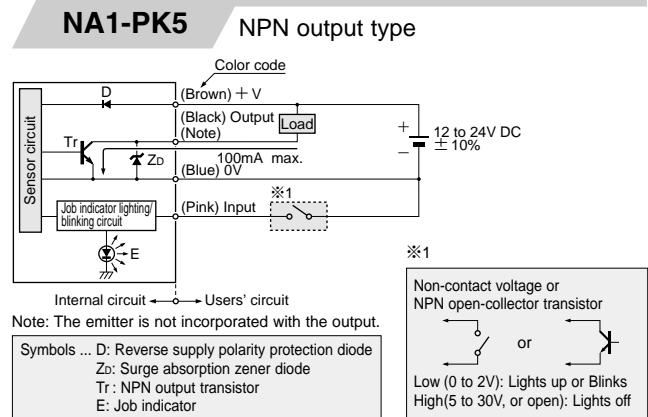 NA1-PK5 NPN output type
Color code
D
(Brown) + V
(Black) Output
(Note)
Load
Tr
ZD
100mA max.
(Blue) 0V
+
−
12 to 24V DC
± 10%
Sensor circuit
※1
Job indicator lighting/
blinking circuit
(Pink) Input
E
Internal circuit
Users' circuit
Note: The emitter is not incorporated with the output.
Symbols ... D: Reverse supply polarity protection diode
ZD: Surge absorption zener diode
Tr : NPN output transistor
E: Job indicator
※1
Non-contact voltage or
NPN open-collector transistor
or
Low (0 to 2V): Lights up or Blinks
High(5 to 30V, or open): Lights off